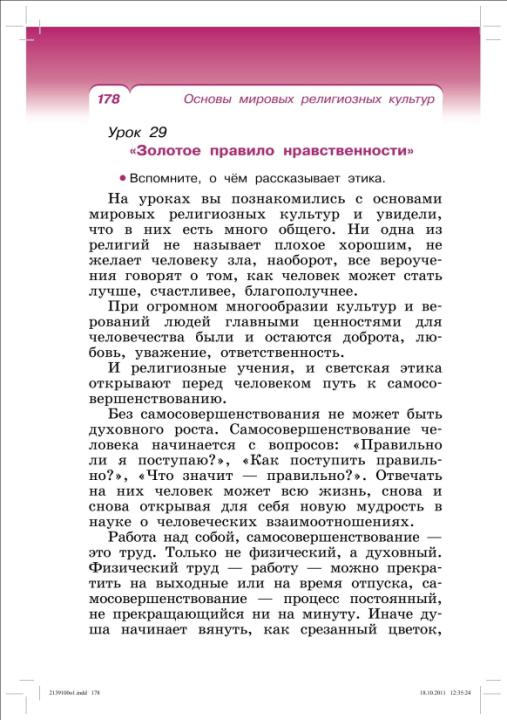 178
Основы мировых религиозных культур
Урок 29
«Золотое правило нравственности»
• Вспомните, о чём рассказывает этика.
На уроках вы познакомились с основами
мировых религиозных культур и увидели,
что в них есть много общего. Ни одна из
религий не называет плохое хорошим, не
желает человеку зла, наоборот, все вероуче-
ния говорят о том, как человек может стать
лучше, счастливее, благополучнее.
При огромном многообразии культур и ве-
рований людей главными ценностями для
человечества были и остаются доброта, лю-
бовь, уважение, ответственность.
И религиозные учения, и светская этика
открывают перед человеком путь к самосо-
вершенствованию.
Без самосовершенствования не может быть
духовного роста. Самосовершенствование че-
ловека начинается с вопросов: «Правильно
ли я поступаю?», «Как поступить правиль-
но?», «Что значит — правильно?». Отвечать
на них человек может всю жизнь, снова и
снова открывая для себя новую мудрость в
науке о человеческих взаимоотношениях.
Работа над собой, самосовершенствование —
это труд. Только не физический, а духовный.
Физический труд — работу — можно прекра-
тить на выходные или на время отпуска, са-
мосовершенствование — процесс постоянный,
не прекращающийся ни на минуту. Иначе ду-
ша начинает вянуть, как срезанный цветок,
2139100o1.indd 178
18.10.2011 12:35:24